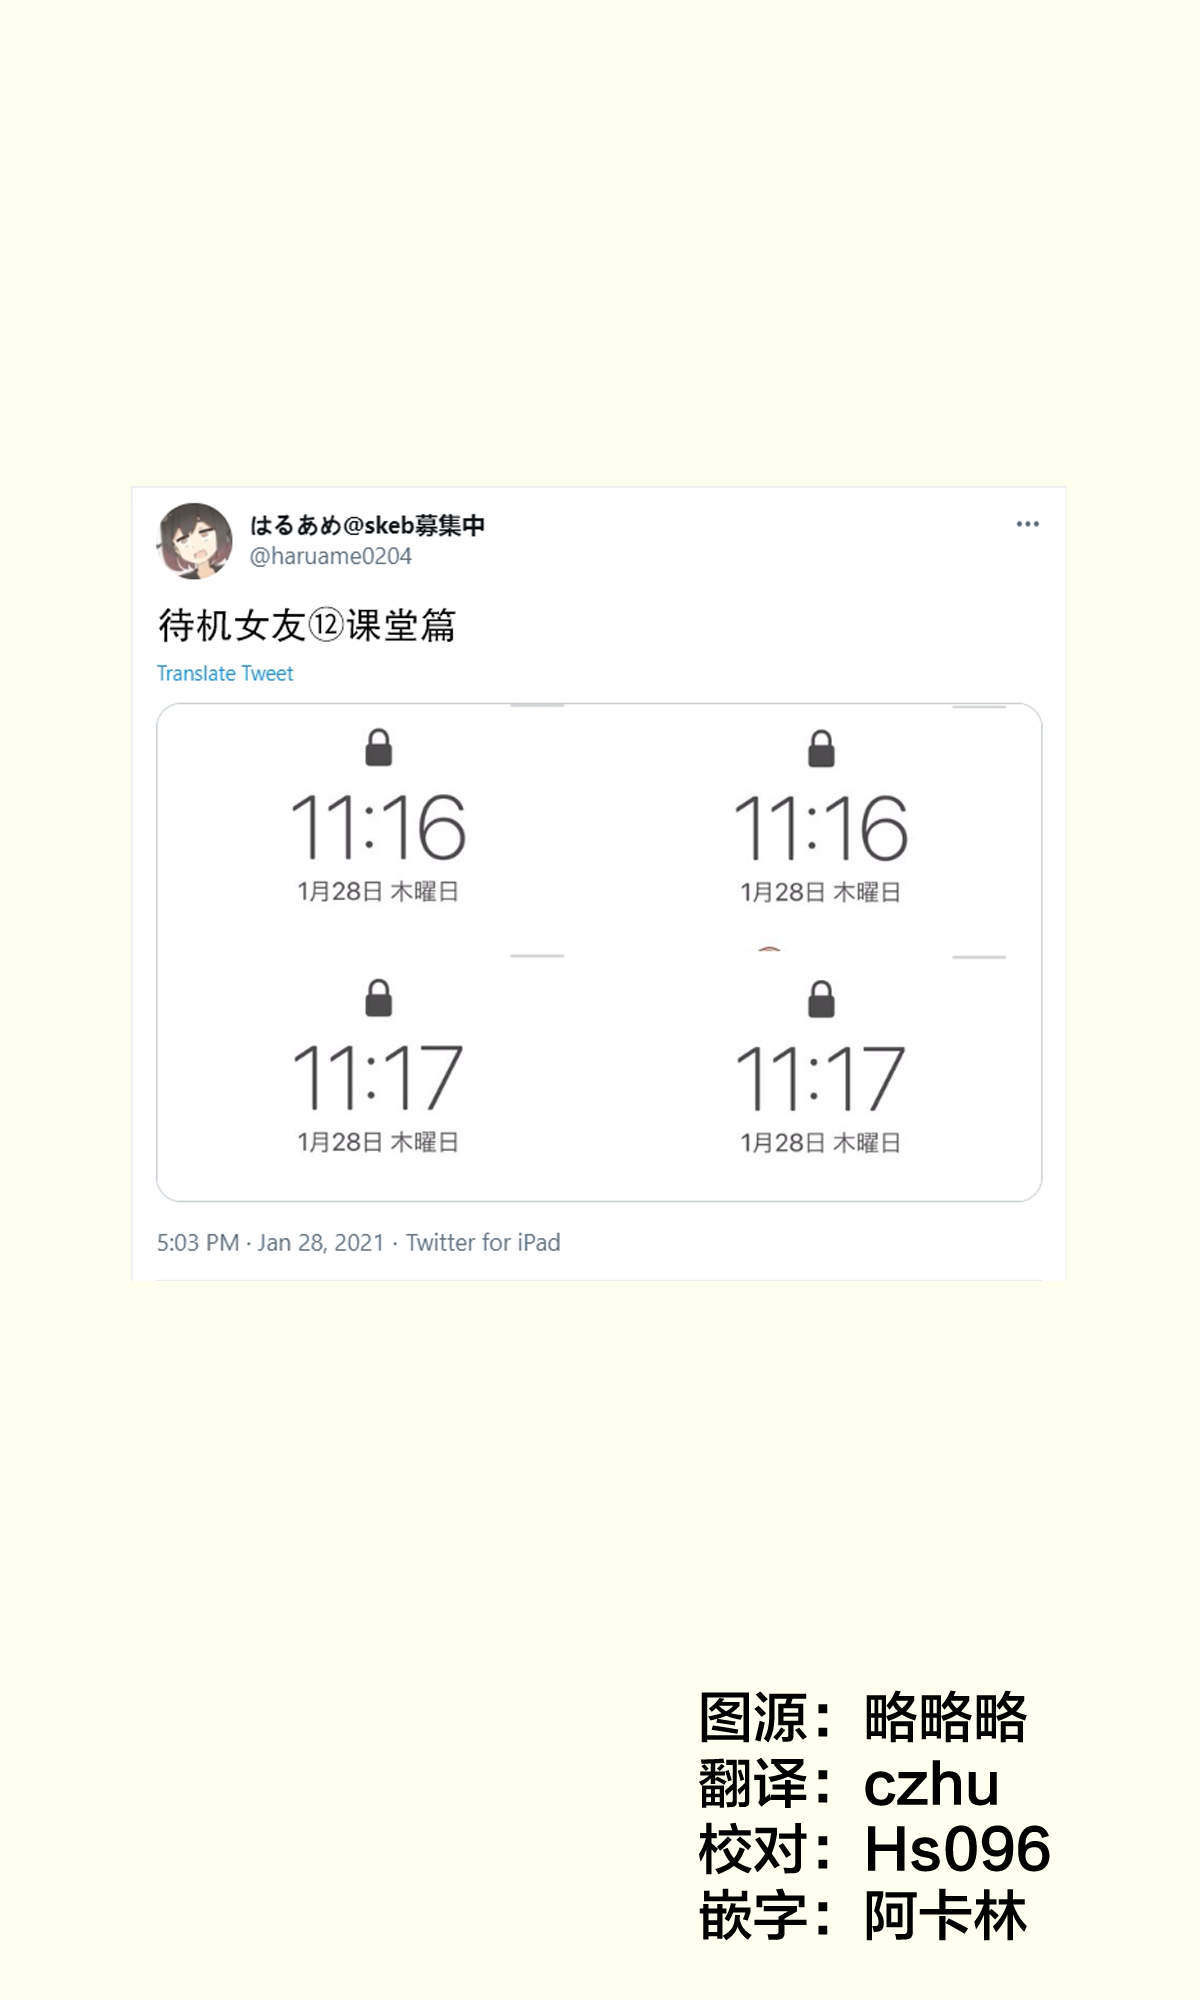 はるあめ@skeb募集中
@haruame0204
待机女友⑫课堂篇
Translate Tweet
11:16
1月28日 木曜日
11:16
1月28日 木曜日
11:17
1月28日 木曜日
11:17
1月28日 木曜日
5:03 PM · Jan 28, 2021 · Twitter for iPad
图源：略略略
翻译：czhu
校对：Hs096
嵌字：阿卡林